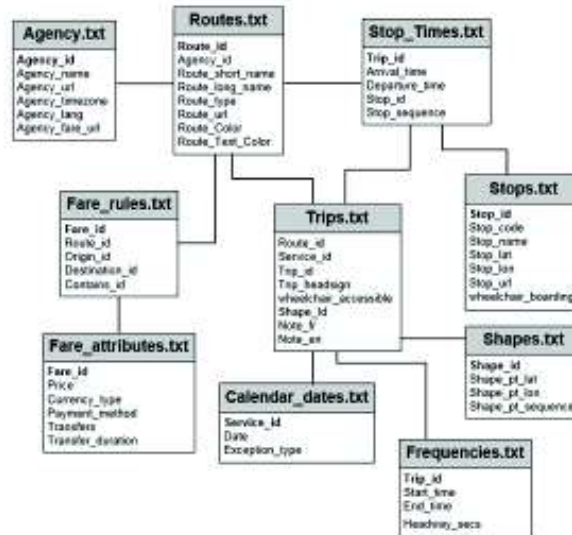 Agency.txt
Agency_id
Agency_name
Agency_url
Agency_timezone
Agency_lang
Agency_fare_url
Routes.txt
Route_id
Agency_id
Route_short_name
Route_long_name
Route_type
Route_url
Route_Color
Route_Text_Color
Stop_Times.txt
Trip_id
Arrival_time
Departure_time
Stop_id
Stop_sequence
Fare_rules.txt
Fare_id
Route_id
Origin_id
Destination_id
Contains_id
Trips.txt
Route_id
Service_id
Trip_id
Trip_headsign
wheelchair_accessible
Shape_Id
Note_fr
Note_en
Stops.txt
Stop_id
Stop_code
Stop_name
Stop_lat
Stop_lon
Stop_url
wheelchair_boarding
Fare_attributes.txt
Fare_id
Price
Currency_type
Payment_method
Transfers
Transfer_duration
Calendar_dates.txt
Service_id
Date
Exception_type
Shapes.txt
Shape_id
Shape_pt_lat
Shape_pt_lon
Shape_pt_sequence
Frequencies.txt
Trip_id
Start_time
End_time
Headway_secs